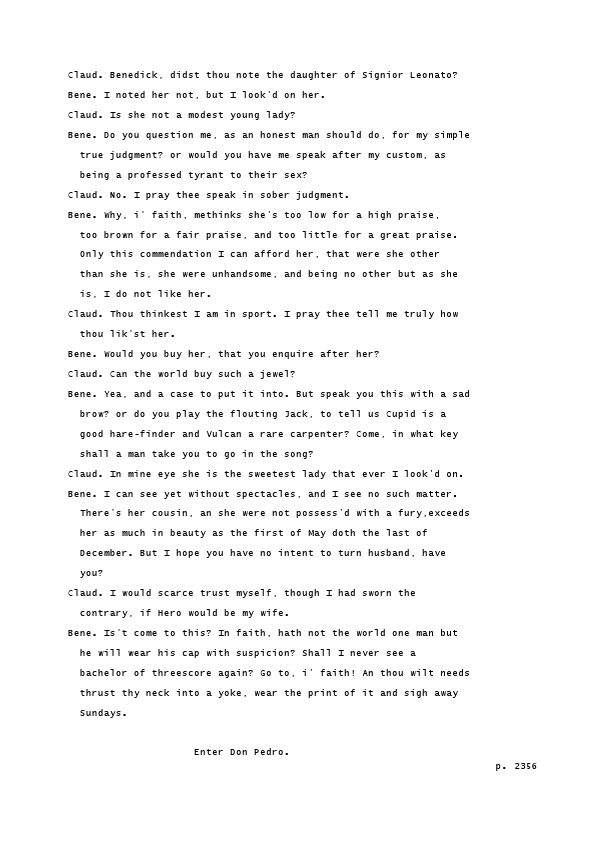 Claud. Benedick, didst thou note the daughter of Signior Leonato?
Bene. I noted her not, but I look'd on her.
Claud. Is she not a modest young lady?
Bene. Do you question me, as an honest man should do, for my simple
true judgment? or would you have me speak after my custom, as
being a professed tyrant to their sex?
Claud. No. I pray thee speak in sober judgment.
Bene. Why, i' faith, methinks she's too low for a high praise,
too brown for a fair praise, and too little for a great praise.
Only this commendation I can afford her, that were she other
than she is, she were unhandsome, and being no other but as she
is, I do not like her.
Claud. Thou thinkest I am in sport. I pray thee tell me truly how
thou lik'st her.
Bene. Would you buy her, that you enquire after her?
Claud. Can the world buy such a jewel?
Bene. Yea, and a case to put it into. But speak you this with a sad
brow? or do you play the flouting Jack, to tell us Cupid is a
good hare-finder and Vulcan a rare carpenter? Come, in what key
shall a man take you to go in the song?
Claud. In mine eye she is the sweetest lady that ever I look'd on.
Bene. I can see yet without spectacles, and I see no such matter.
There's her cousin, an she were not possess'd with a fury,exceeds
her as much in beauty as the first of May doth the last of
December. But I hope you have no intent to turn husband, have
you?
Claud. I would scarce trust myself, though I had sworn the
contrary, if Hero would be my wife.
Bene. Is't come to this? In faith, hath not the world one man but
he will wear his cap with suspicion? Shall I never see a
bachelor of threescore again? Go to, i' faith! An thou wilt needs
thrust thy neck into a yoke, wear the print of it and sigh away
Sundays.
Enter Don Pedro.
p. 2356